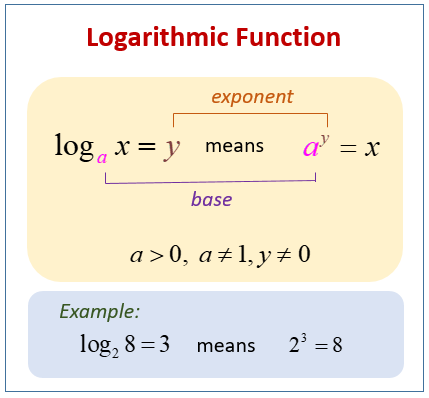 Logarithmic Function
exponent
logₐ x = y means aʸ = x
base
a > 0, a ≠ 1, y ≠ 0
Example:
log₂ 8 = 3 means 2³ = 8